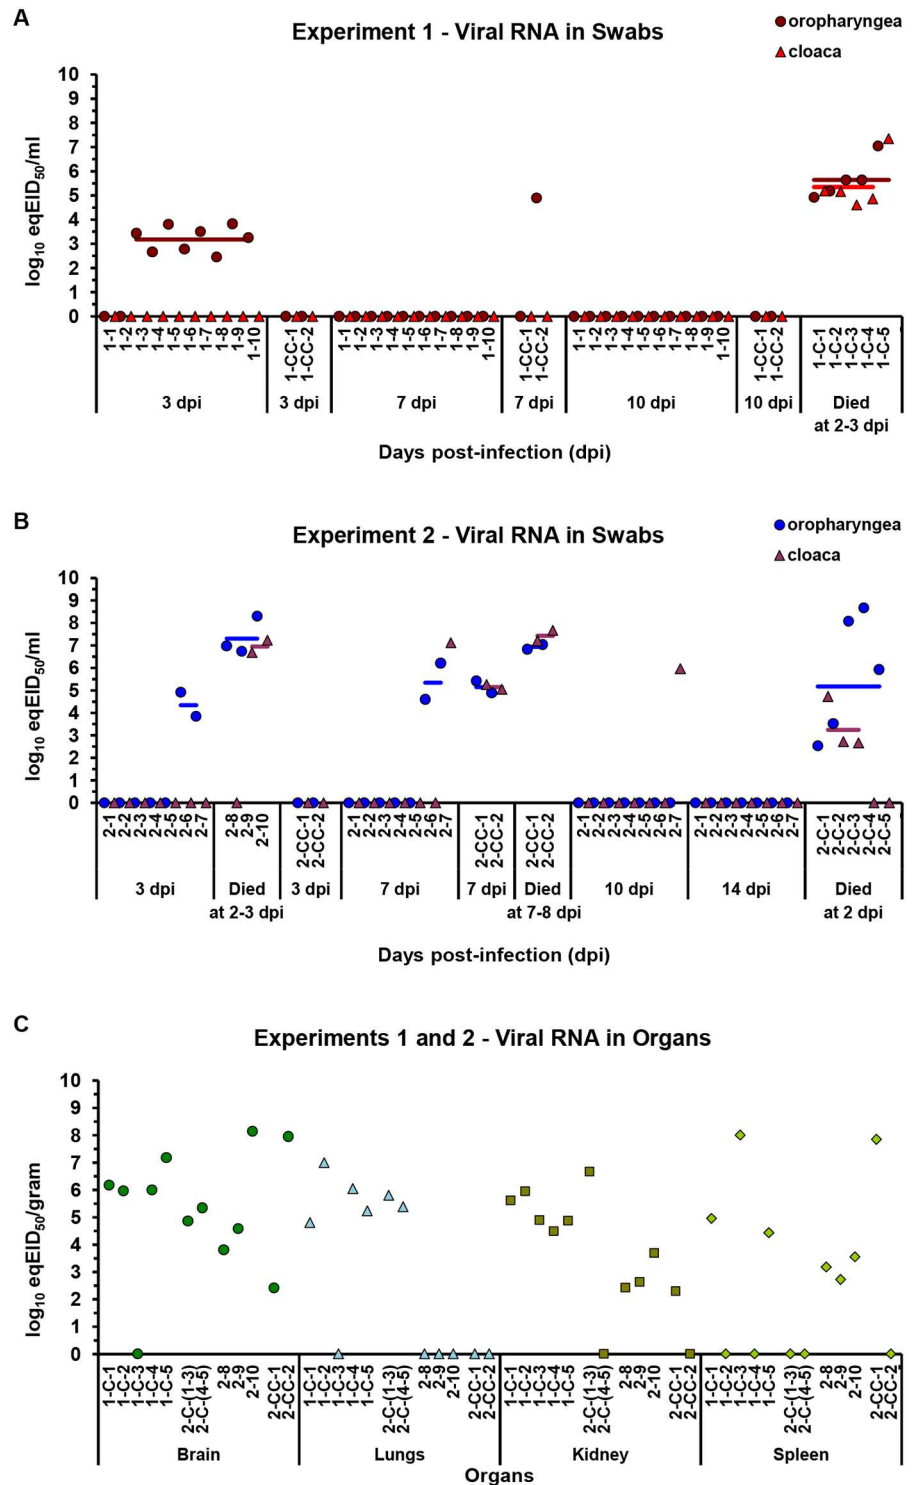 A
Experiment 1 - Viral RNA in Swabs
oropharyngea
cloaca
log10 eqEID50/ml
10
9
8
7
6
5
4
3
2
1
0
1-1 1-2 1-3 1-4 1-5 1-6 1-7 1-8 1-9 1-10 1-CC-1 1-CC-2 1-1 1-2 1-3 1-4 1-5 1-6 1-7 1-8 1-9 1-10 1-CC-1 1-CC-2 1-1 1-2 1-3 1-4 1-5 1-6 1-7 1-8 1-9 1-10 1-CC-1 1-CC-2 1-C-1 1-C-2 1-C-3 1-C-4 1-C-5
3 dpi 3 dpi 7 dpi 7 dpi 10 dpi 10 dpi Died
at 2-3 dpi
Days post-infection (dpi)
B
Experiment 2 - Viral RNA in Swabs
oropharyngea
cloaca
log10 eqEID50/ml
10
9
8
7
6
5
4
3
2
1
0
2-1 2-2 2-3 2-4 2-5 2-6 2-7 2-8 2-9 2-10 2-CC-1 2-CC-2 2-1 2-2 2-3 2-4 2-5 2-6 2-7 2-CC-1 2-CC-2 2-CC-1 2-CC-2 2-1 2-2 2-3 2-4 2-5 2-6 2-7 2-1 2-2 2-3 2-4 2-5 2-6 2-7 2-C-1 2-C-2 2-C-3 2-C-4 2-C-5
3 dpi Died 3 dpi 7 dpi 7 dpi Died 10 dpi 14 dpi Died
at 2-3 dpi at 7-8 dpi at 2 dpi
Days post-infection (dpi)
C
Experiments 1 and 2 - Viral RNA in Organs
log10 eqEID50/gram
10
9
8
7
6
5
4
3
2
1
0
1-C-1 1-C-2 1-C-3 1-C-4 1-C-5 2-C-(1-3) 2-C-(4-5) 2-8 2-9 2-10 2-CC-1 2-CC-2 1-C-1 1-C-2 1-C-3 1-C-4 1-C-5 2-C-(1-3) 2-C-(4-5) 2-8 2-9 2-10 2-CC-1 2-CC-2 1-C-1 1-C-2 1-C-3 1-C-4 1-C-5 2-C-(1-3) 2-C-(4-5) 2-8 2-9 2-10 2-CC-1 2-CC-2 1-C-1 1-C-2 1-C-3 1-C-4 1-C-5 2-C-(1-3) 2-C-(4-5) 2-8 2-9 2-10 2-CC-1 2-CC-2
Brain Lungs Kidney Spleen
Organs